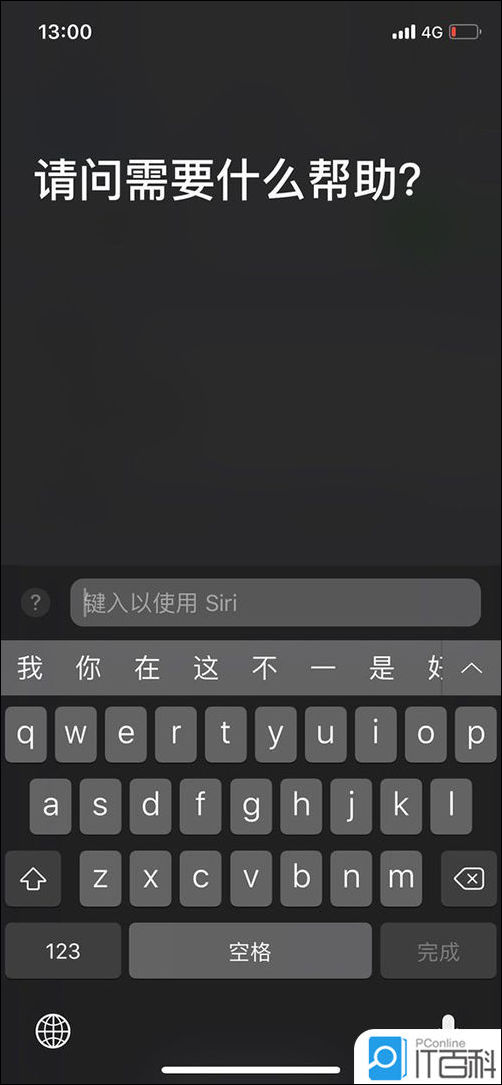 13:00 4G
请问需要什么帮助?
? 键入以使用 Siri
我 你 在 这 不 一 是 好
q w e r t y u i o p
a s d f g h j k l
z x c v b n m
123 空格 完成
PConline
IT百科